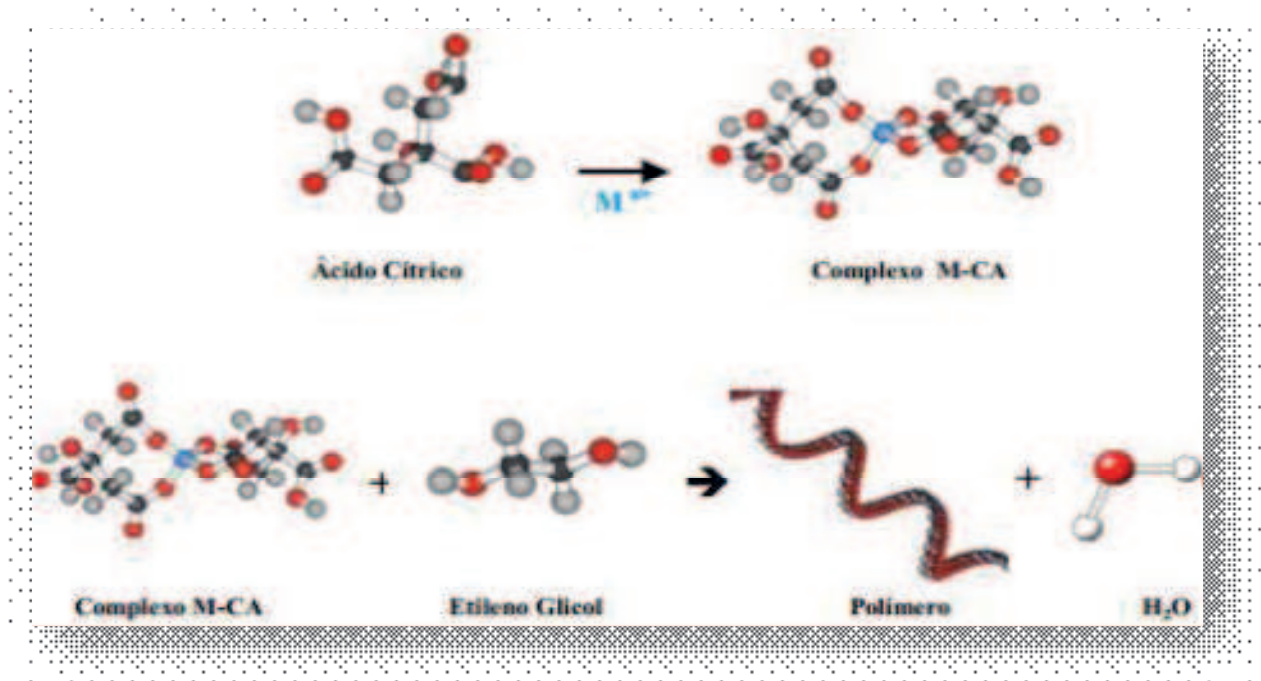 M
Ácido Cítrico
Complexo M-CA
+
+
Complexo M-CA
Etileno Glicol
Polímero
H₂O